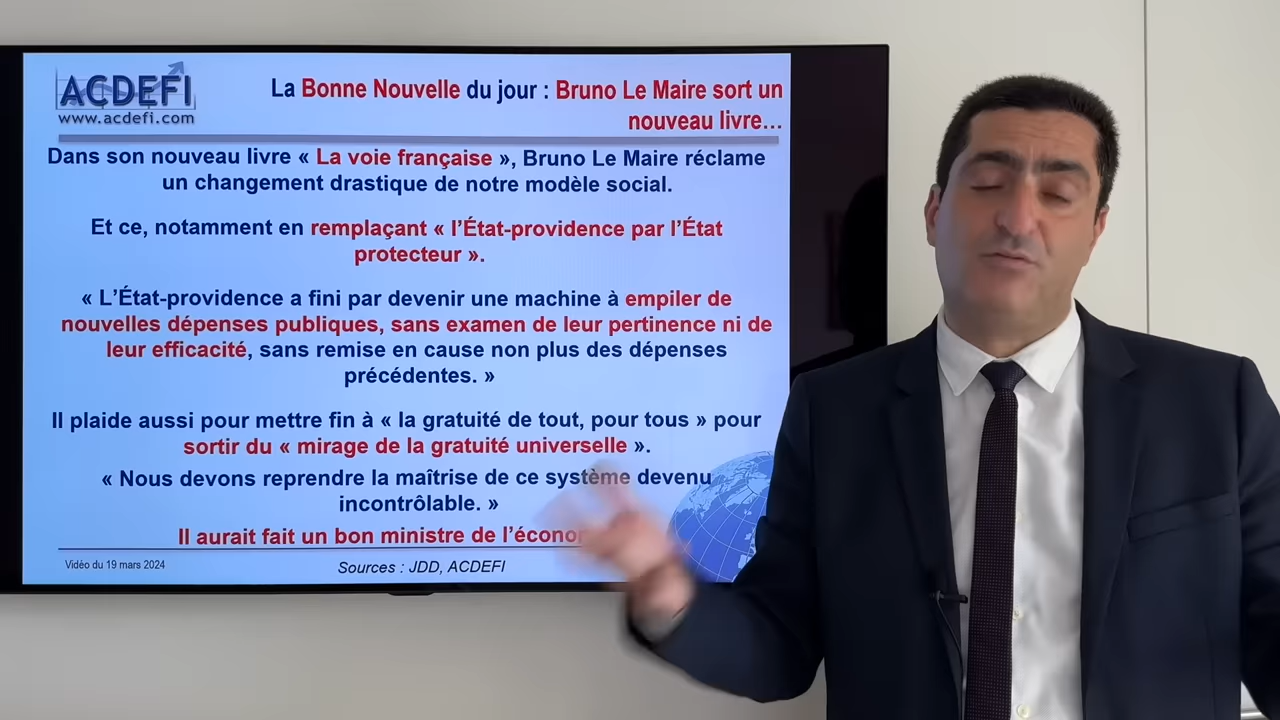 ACDEFI
www.acdefi.com
La Bonne Nouvelle du jour : Bruno Le Maire sort un
nouveau livre...
Dans son nouveau livre « La voie française », Bruno Le Maire réclame
un changement drastique de notre modèle social.
Et ce, notamment en remplaçant « l'État-providence par l'État
protecteur ».
« L'État-providence a fini par devenir une machine à empiler de
nouvelles dépenses publiques, sans examen de leur pertinence ni de
leur efficacité, sans remise en cause non plus des dépenses
précédentes. »
Il plaide aussi pour mettre fin à « la gratuité de tout, pour tous » pour
sortir du « mirage de la gratuité universelle ».
« Nous devons reprendre la maîtrise de ce système devenu
incontrôlable. »
Il aurait fait un bon ministre de l'écono
Vidéo du 19 mars 2024
Sources : JDD, ACDEFI